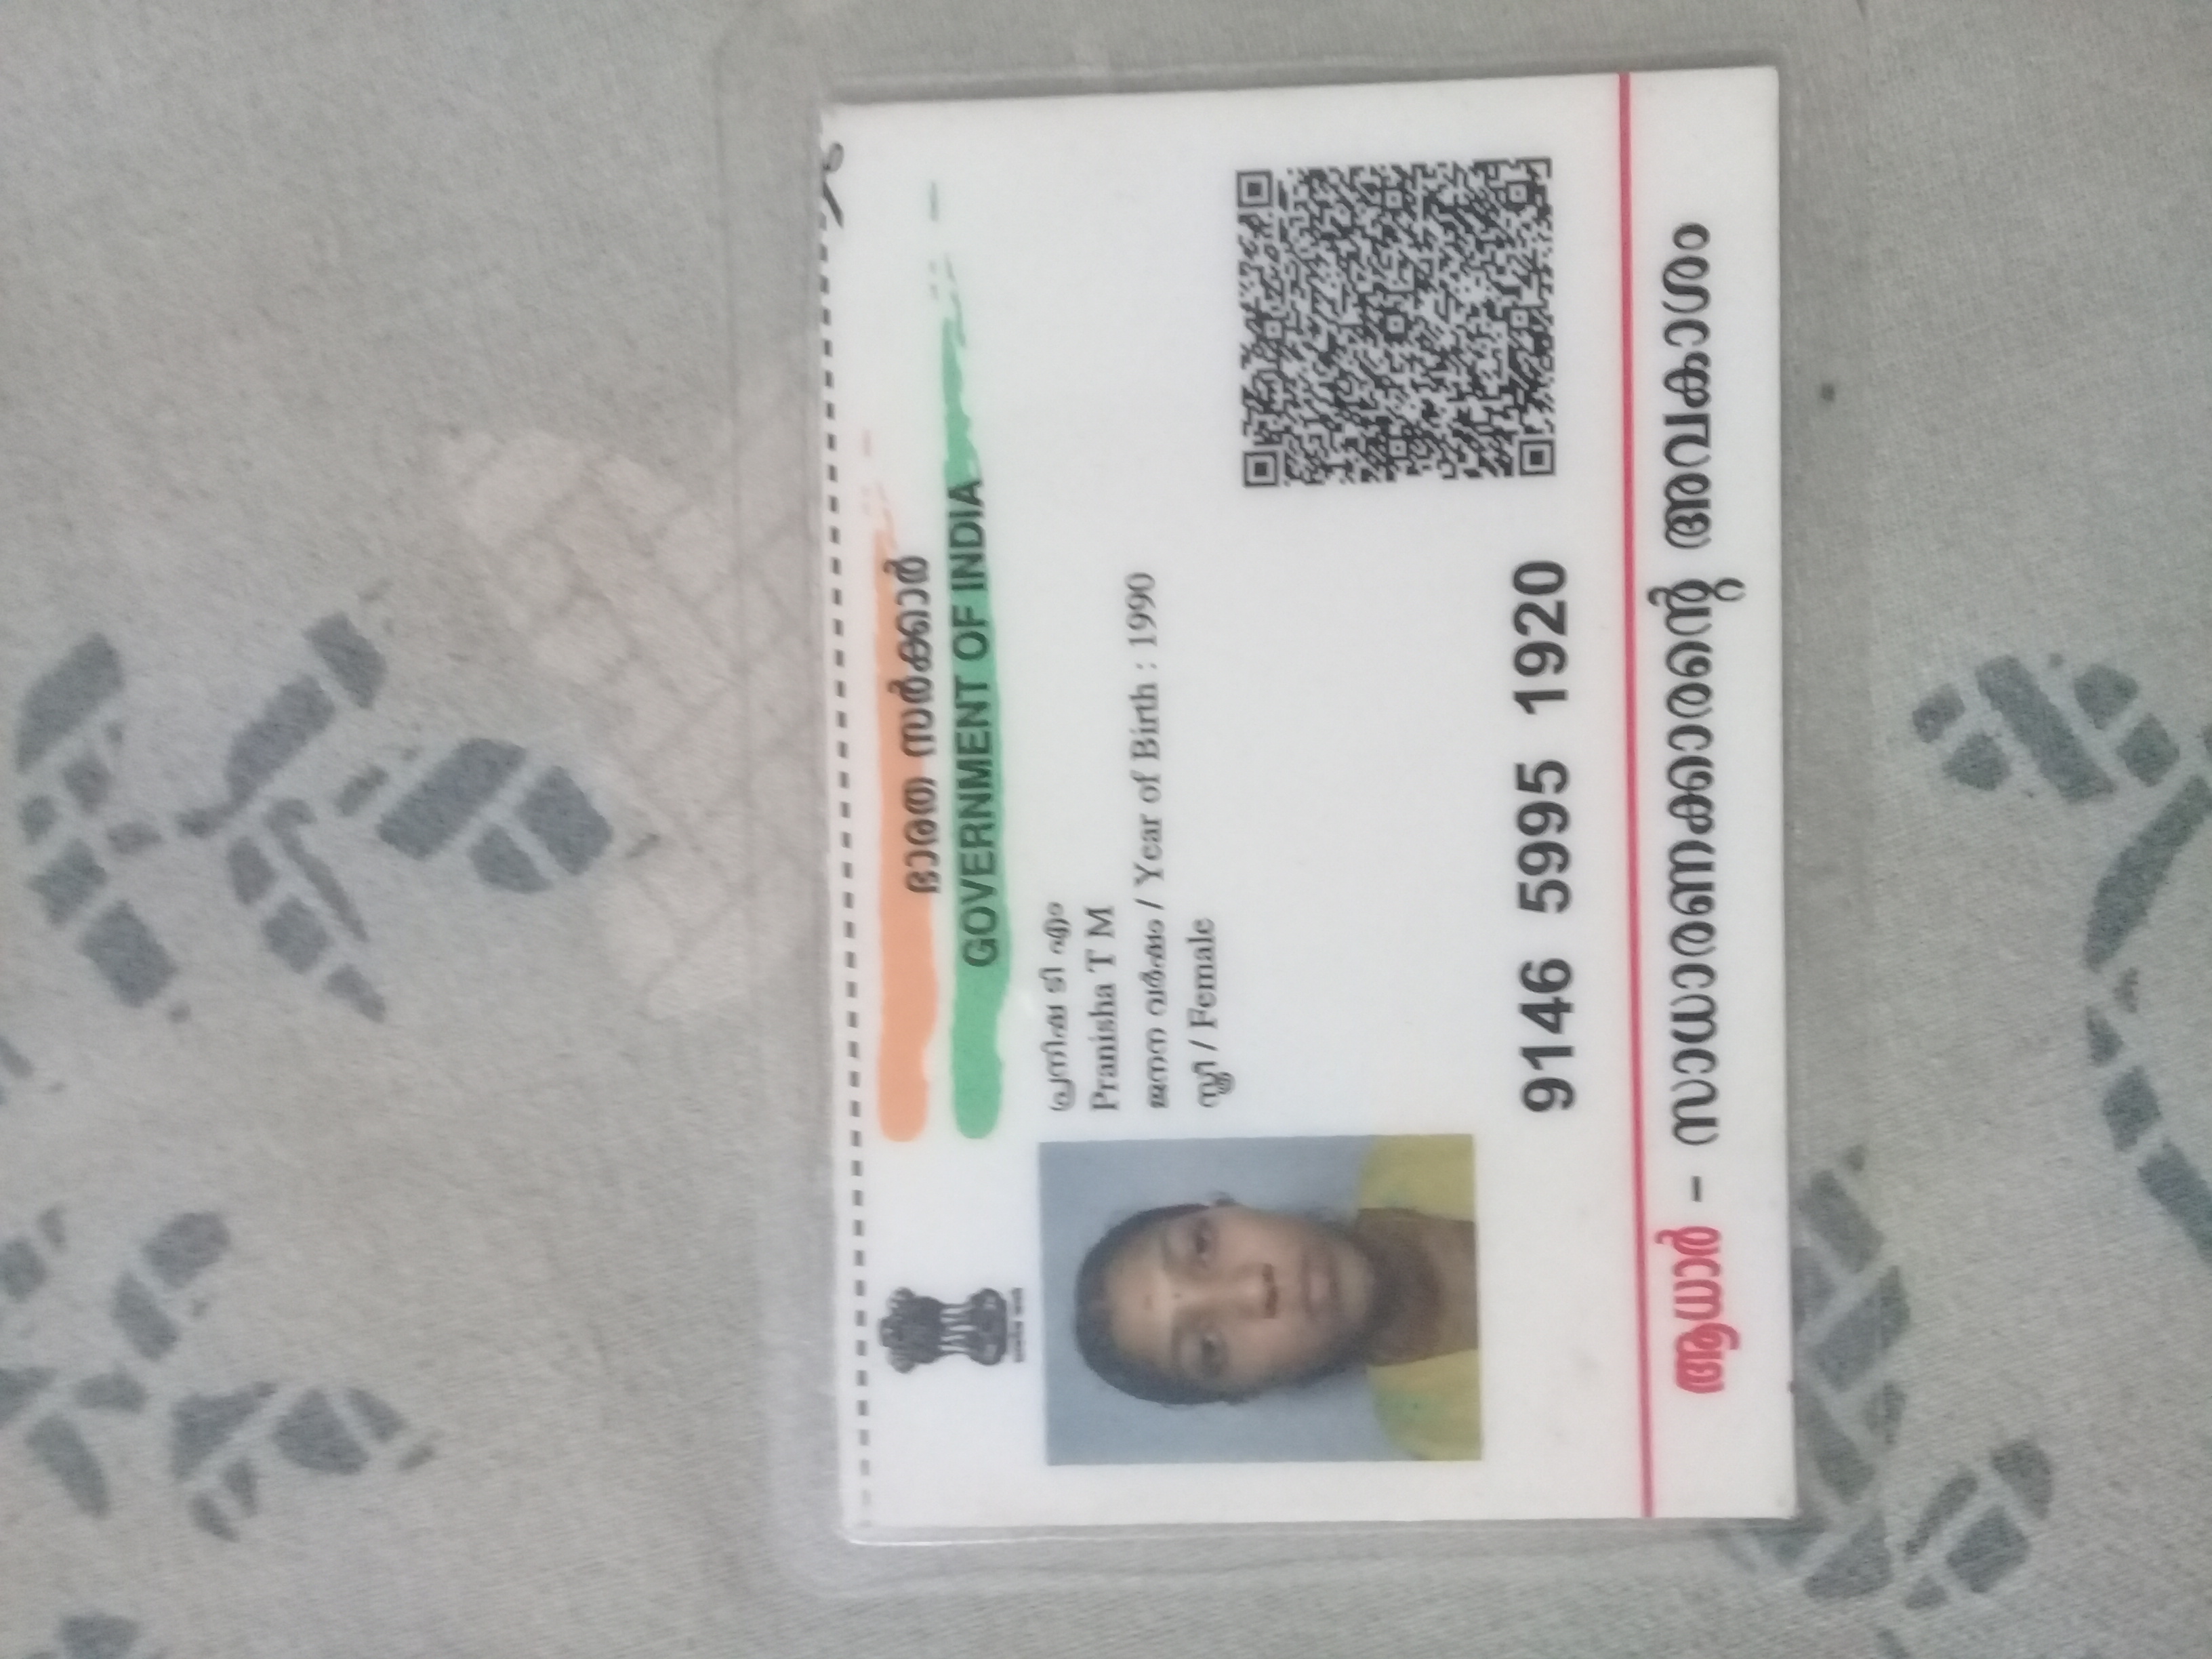 ഭാരത സർക്കാർ
GOVERNMENT OF INDIA
പ്രനിഷ ടി എം
Pranisha T M
ജനന വർഷം / Year of Birth : 1990
സ്ത്രീ / Female
9146 5995 1920
ആധാർ - സാധാരണക്കാരന്റെ അവകാശം